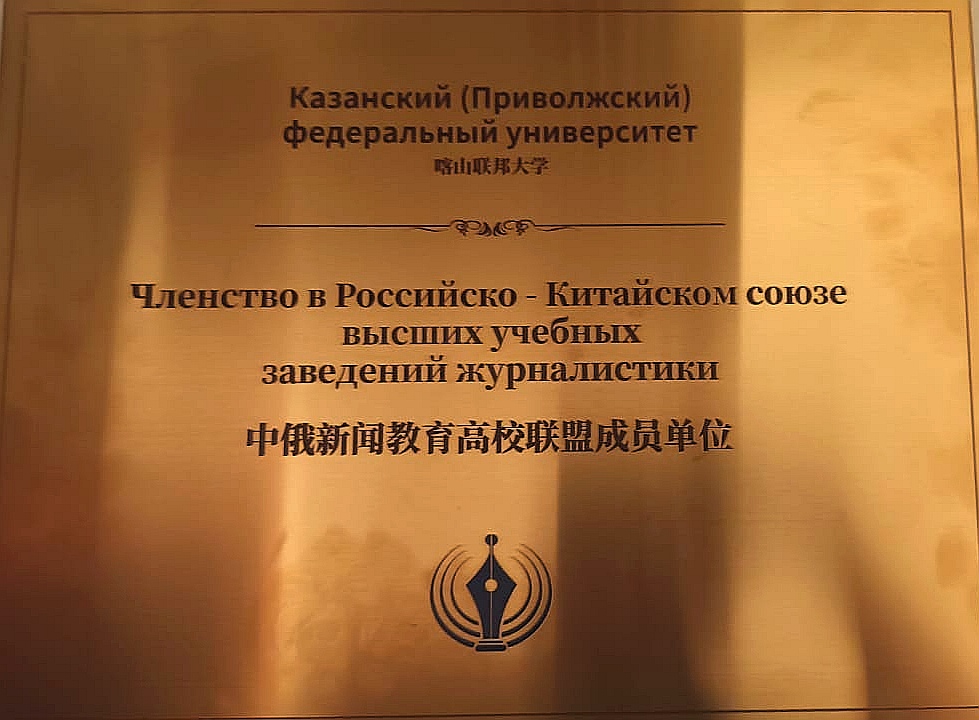 Казанский (Приволжский)
федеральный университет
喀山联邦大学
Членство в Российско - Китайском союзе
высших учебных
заведений журналистики
中俄新闻教育高校联盟成员单位